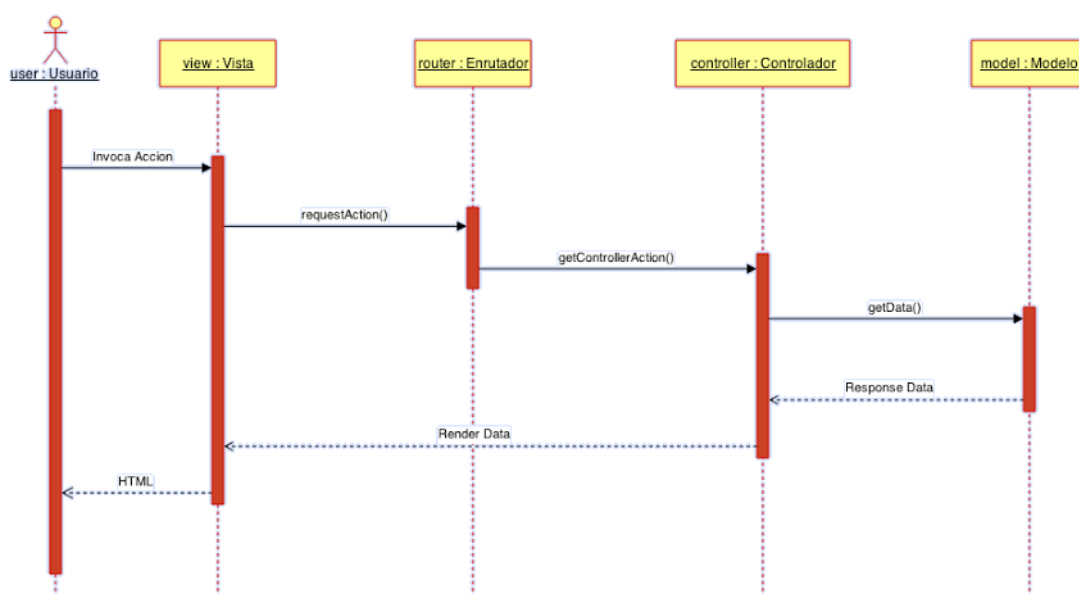 user : Usuario
view : Vista
router : Enrutador
controller : Controlador
model : Modelo
Invoca Accion
requestAction()
getControllerAction()
getData()
Response Data
Render Data
HTML